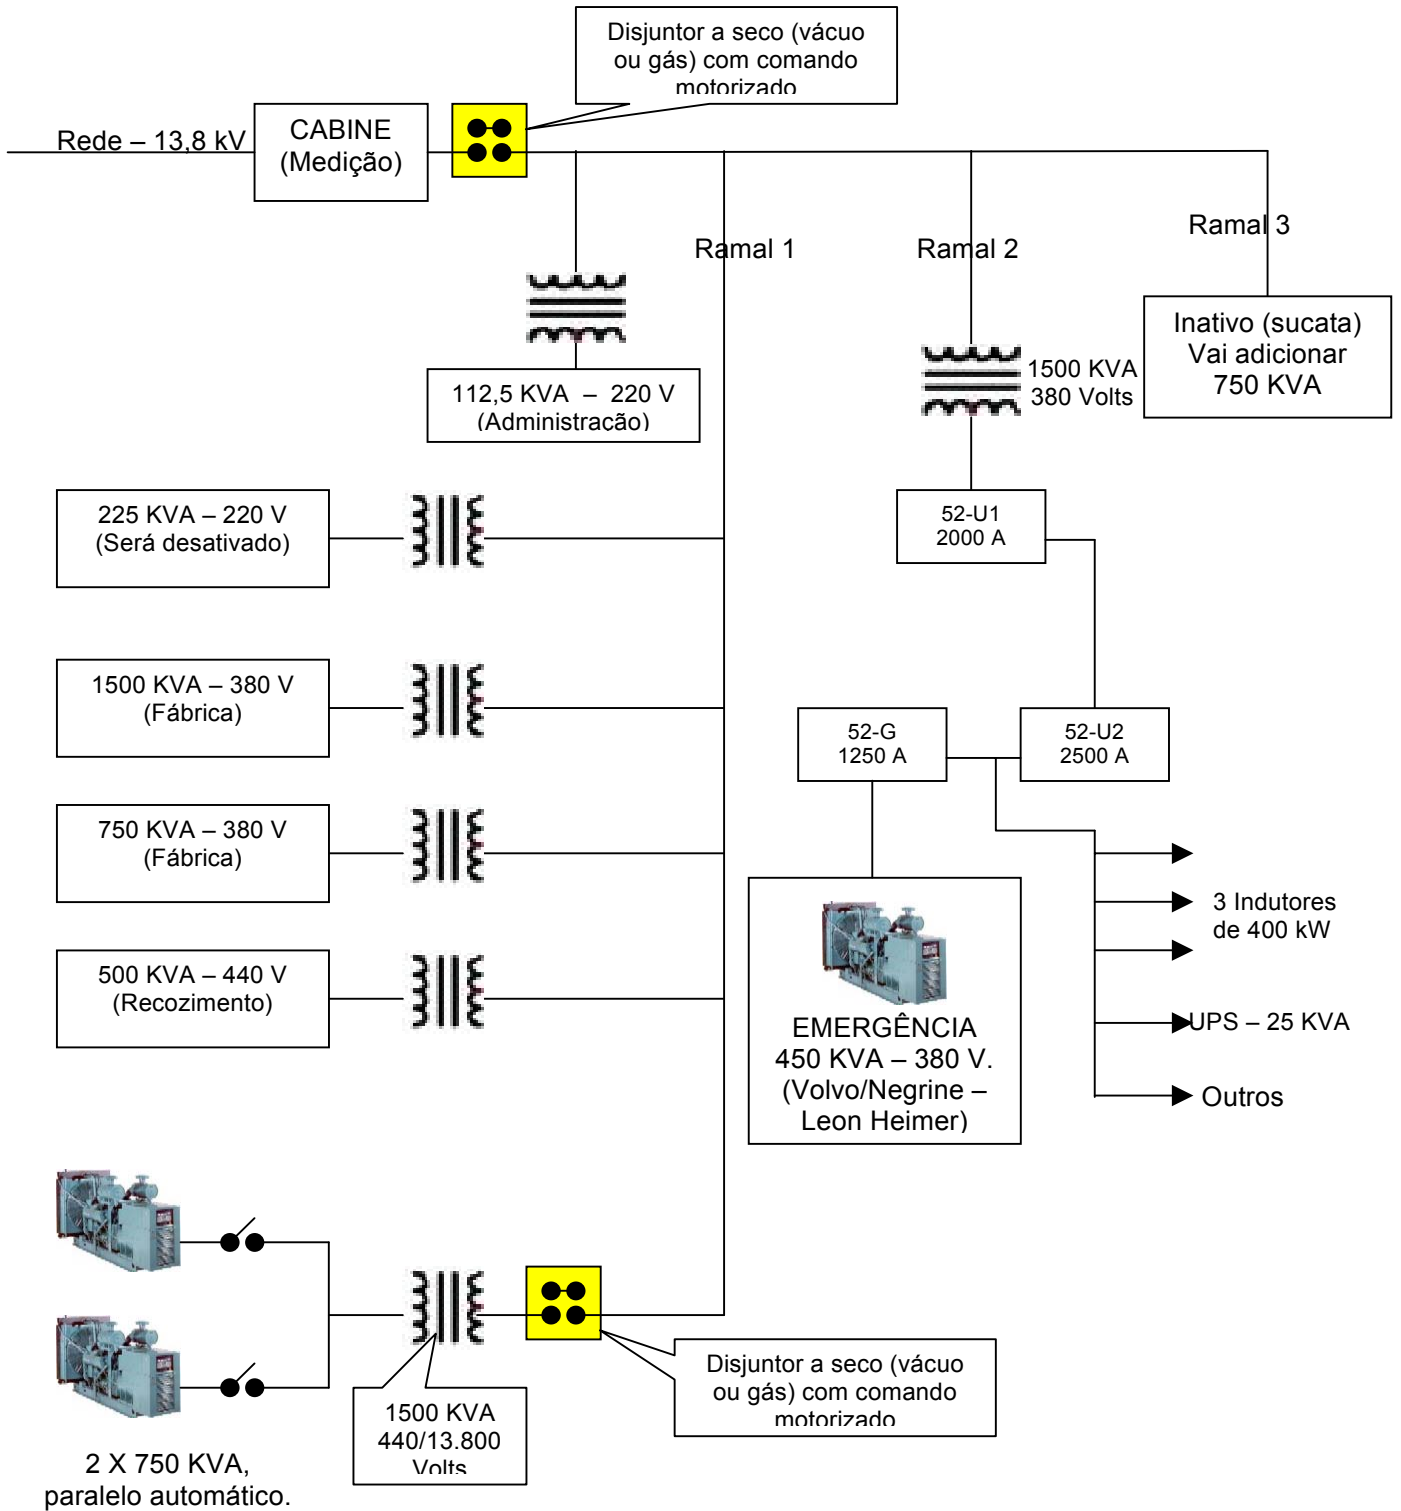 Disjuntor a seco (vácuo
ou gás) com comando
motorizado
Rede – 13,8 kV
CABINE
(Medição)
Ramal 1
Ramal 2
Ramal 3
Inativo (sucata)
Vai adicionar
750 KVA
1500 KVA
380 Volts
112,5 KVA – 220 V
(Administração)
225 KVA – 220 V
(Será desativado)
52-U1
2000 A
1500 KVA – 380 V
(Fábrica)
52-G
1250 A
52-U2
2500 A
750 KVA – 380 V
(Fábrica)
3 Indutores
de 400 kW
500 KVA – 440 V
(Recozimento)
EMERGÊNCIA
450 KVA – 380 V.
(Volvo/Negrine –
Leon Heimer)
UPS – 25 KVA
Outros
Disjuntor a seco (vácuo
ou gás) com comando
motorizado
1500 KVA
440/13.800
Volts
2 X 750 KVA,
paralelo automático.